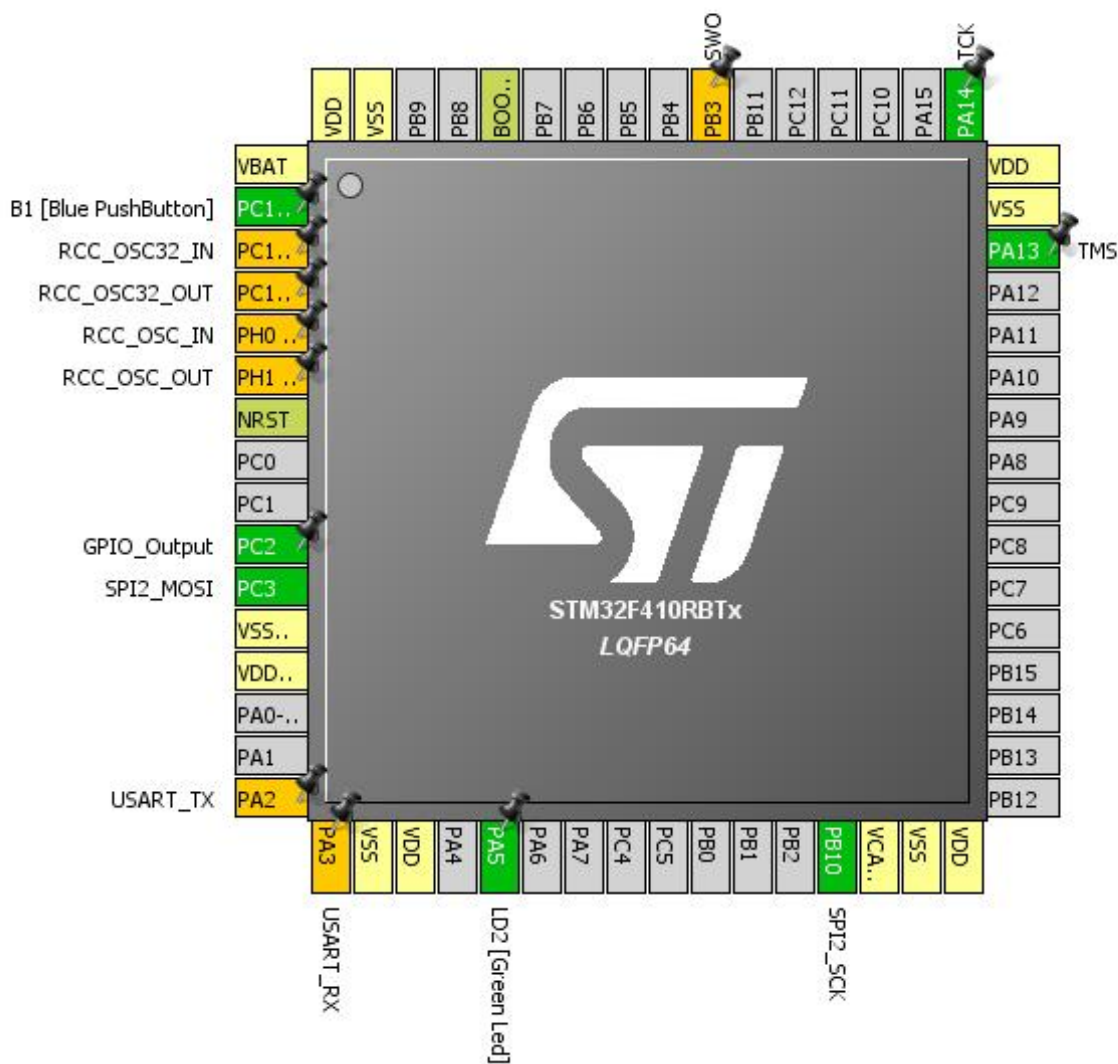 SWO
TCK
VDD
VSS
PB9
PB8
BOO..
PB7
PB6
PB5
PB4
PB3
PB11
PC12
PC11
PC10
PA15
PA14
VBAT
B1 [Blue PushButton] PC1..
RCC_OSC32_IN PC1..
RCC_OSC32_OUT PC1..
RCC_OSC_IN PH0 ..
RCC_OSC_OUT PH1 ..
NRST
PC0
PC1
GPIO_Output PC2
SPI2_MOSI PC3
VSS..
VDD..
PA0-..
PA1
USART_TX PA2
ST
STM32F410RBTx
LQFP64
VDD
VSS
PA13 TMS
PA12
PA11
PA10
PA9
PA8
PC9
PC8
PC7
PC6
PB15
PB14
PB13
PB12
PA3
VSS
VDD
PA4
PA5
PA6
PA7
PC4
PC5
PB0
PB1
PB2
PB10
VCA..
VSS
VDD
USART_RX
LD2 [Green Led]
SPI2_SCK